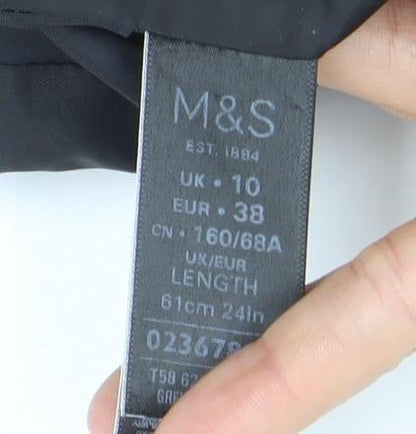 M&S
EST. 1884
UK • 10
EUR • 38
CN • 160/68A
UK/EUR
LENGTH
61cm 24in